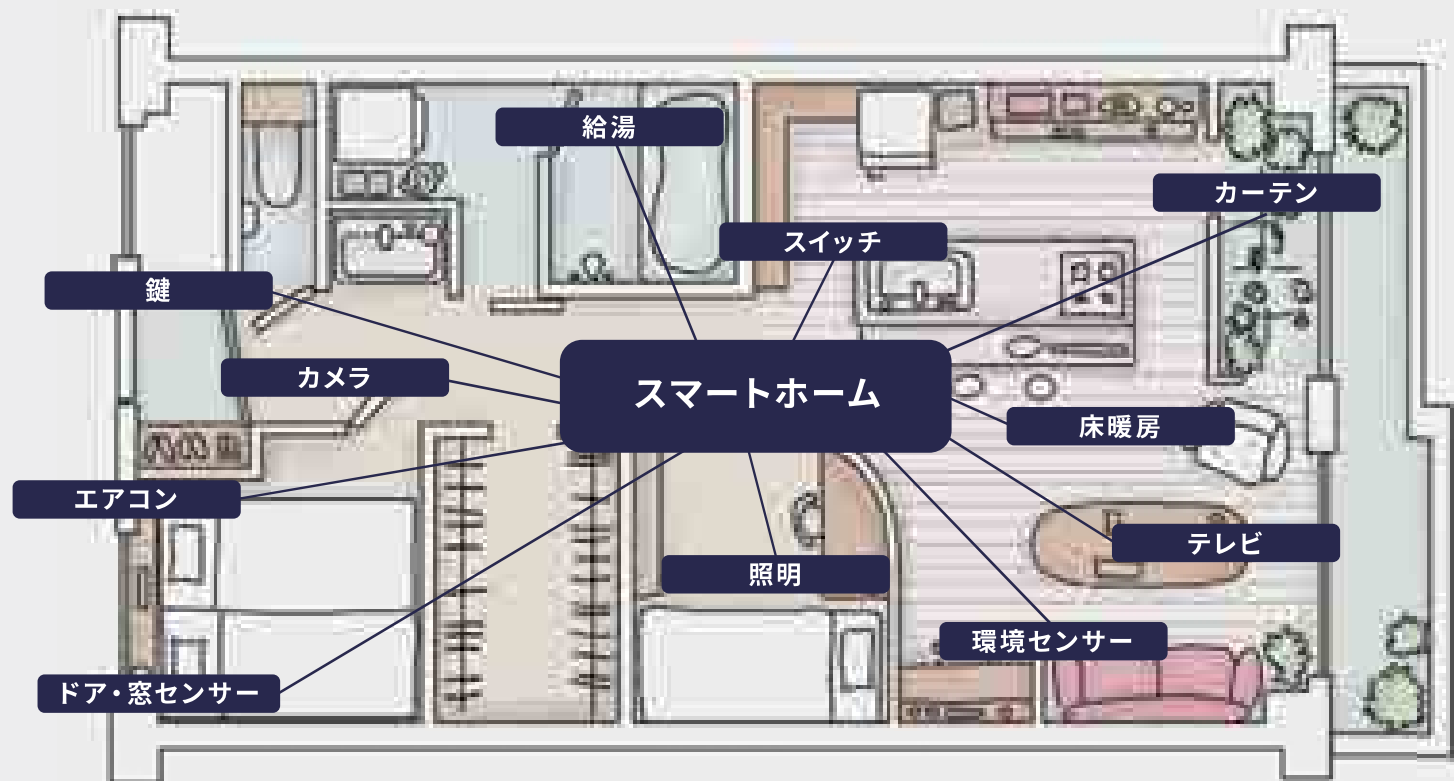 給湯
カーテン
スイッチ
鍵
カメラ
スマートホーム
床暖房
エアコン
テレビ
照明
環境センサー
ドア・窓センサー